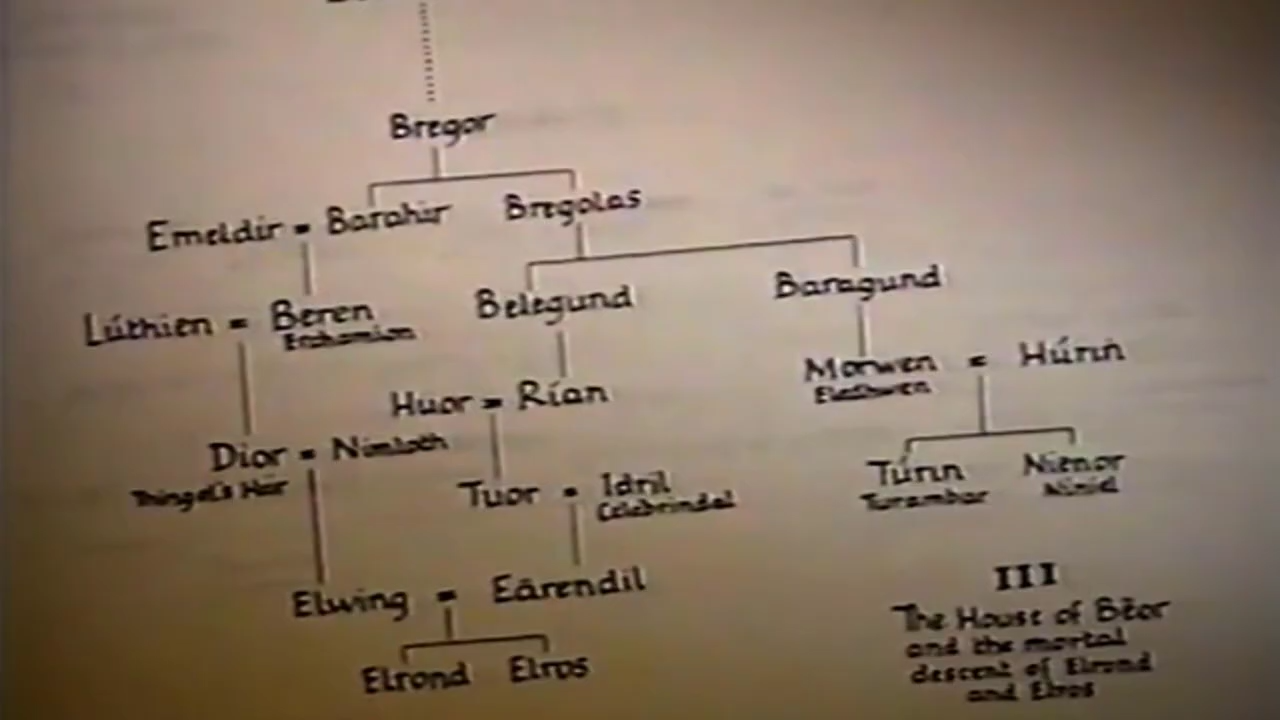 Bregor
Emeldir = Barahir Bregolas
Lúthien = Beren Belegund Baragund
Erchamion
Huor = Rían Morwen = Húrin
Eledhwen
Dior = Nimloth Tuor = Idril Túrin Nienor
Thingol's Heir Celebrindal Turambar Níniel
Elwing = Eärendil
Elrond Elros
III
The House of Bëor
and the mortal
descent of Elrond
and Elros